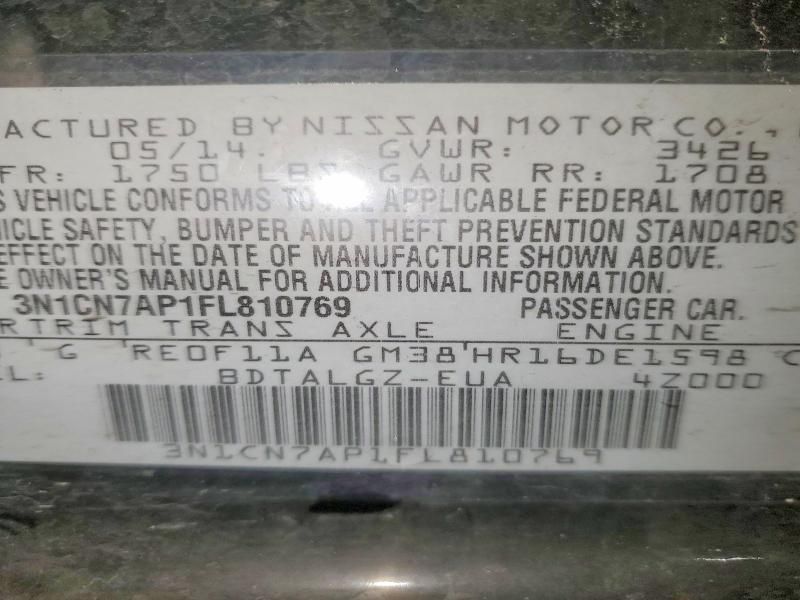 ACTURED BY NISSAN MOTOR CO.,
05/14. GVWR: 3426
FR: 1750 LBS GAWR RR: 1708
S VEHICLE CONFORMS TO ALL APPLICABLE FEDERAL MOTOR
HICLE SAFETY, BUMPER AND THEFT PREVENTION STANDARDS
EFFECT ON THE DATE OF MANUFACTURE SHOWN ABOVE.
E OWNER'S MANUAL FOR ADDITIONAL INFORMATION.
3N1CN7AP1FL810769 PASSENGER CAR.
RTRIM TRANS AXLE ENGINE
G REOF11A GM38 HR16DE1598 C
L: BDTALGZ-EUA 4Z000
3N1CN7AP1FL810769